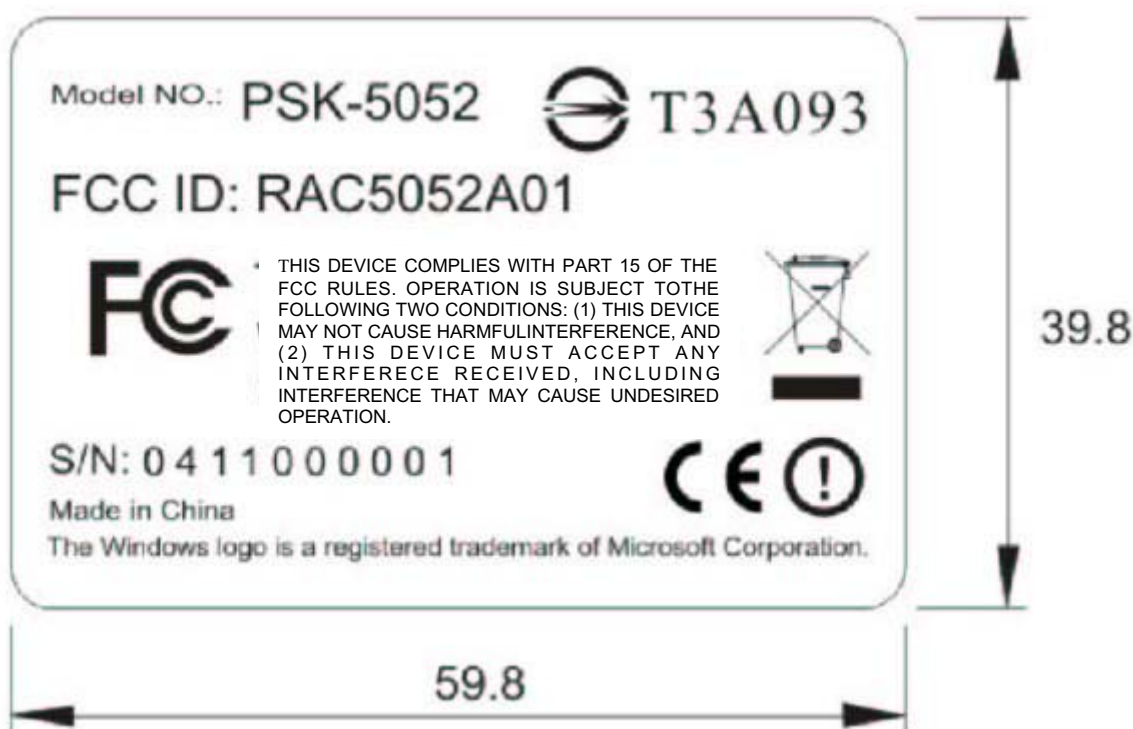 Model NO.: PSK-5052
T3A093
FCC ID: RAC5052A01
FC
THIS DEVICE COMPLIES WITH PART 15 OF THE
FCC RULES. OPERATION IS SUBJECT TOTHE
FOLLOWING TWO CONDITIONS: (1) THIS DEVICE
MAY NOT CAUSE HARMFULINTERFERENCE, AND
(2) THIS DEVICE MUST ACCEPT ANY
INTERFERECE RECEIVED, INCLUDING
INTERFERENCE THAT MAY CAUSE UNDESIRED
OPERATION.
39.8
S/N: 0411000001
CE
Made in China
The Windows logo is a registered trademark of Microsoft Corporation.
59.8